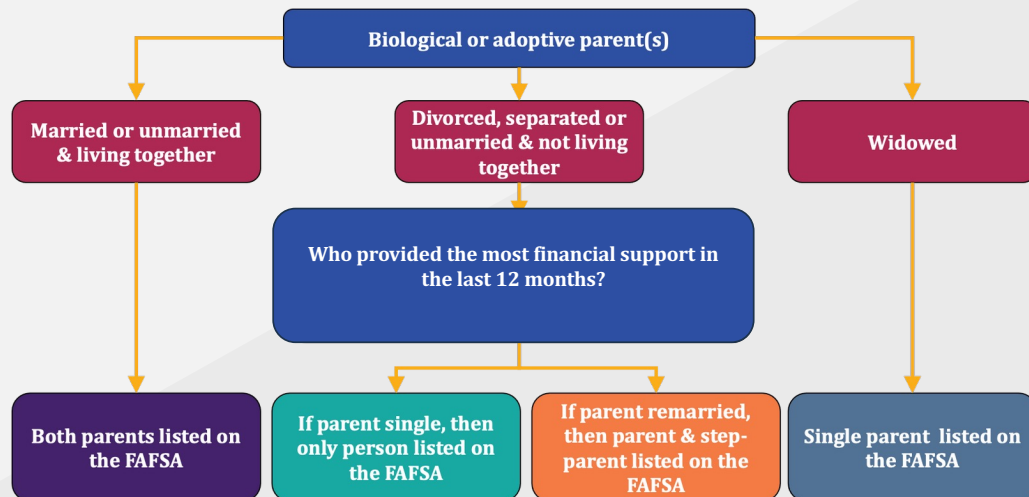 Biological or adoptive parent(s)
Married or unmarried
& living together
Divorced, separated or
unmarried & not living
together
Widowed
Who provided the most financial support in
the last 12 months?
Both parents listed on
the FAFSA
If parent single, then
only person listed on
the FAFSA
If parent remarried,
then parent & step-
parent listed on the
FAFSA
Single parent listed on
the FAFSA